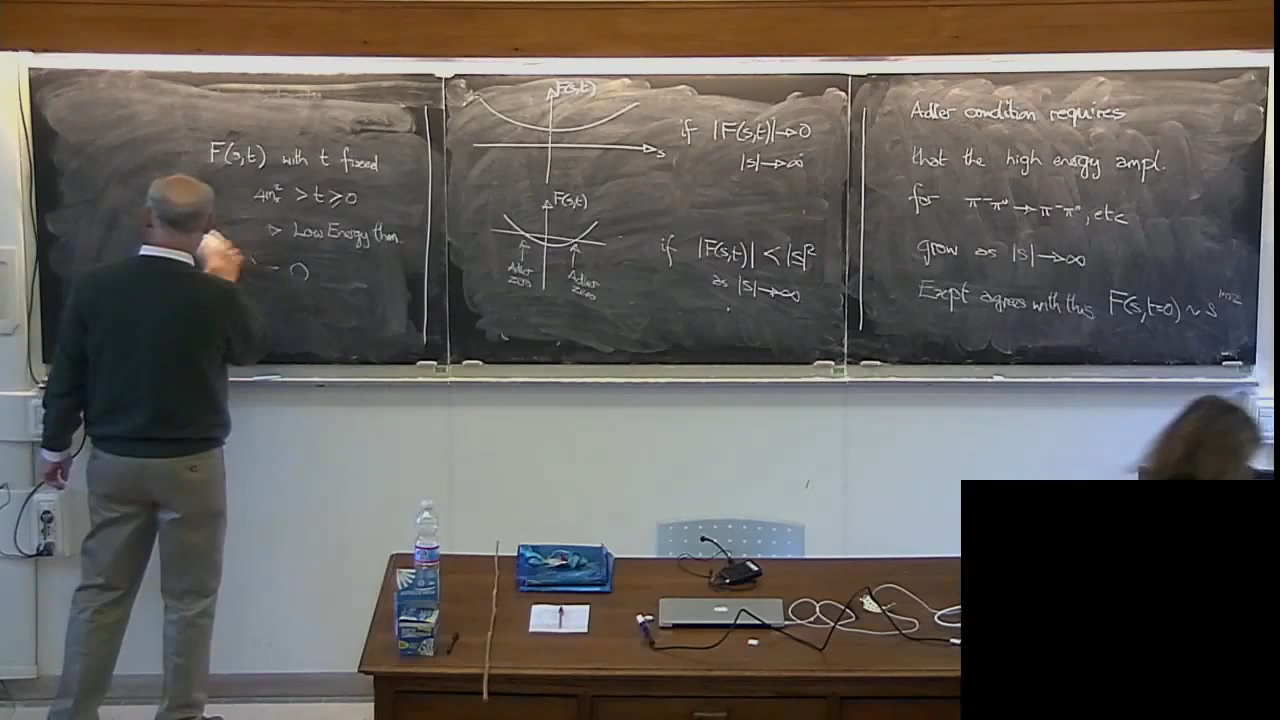 F(s,t) with t fixed
4m²π > t ≥ 0
▷ Low Energy thm.
F(s,t)
s
if |F(s,t)| → 0
|s| → ∞
F(s,t)
Adler zero
Adler zero
if |F(s,t)| < |s|²
as |s| → ∞
Adler condition requires
that the high energy ampl.
for π⁻π⁰ → π⁻π⁰, etc
grow as |s| → ∞
Expt agrees with this F(s,t=0) ~ s